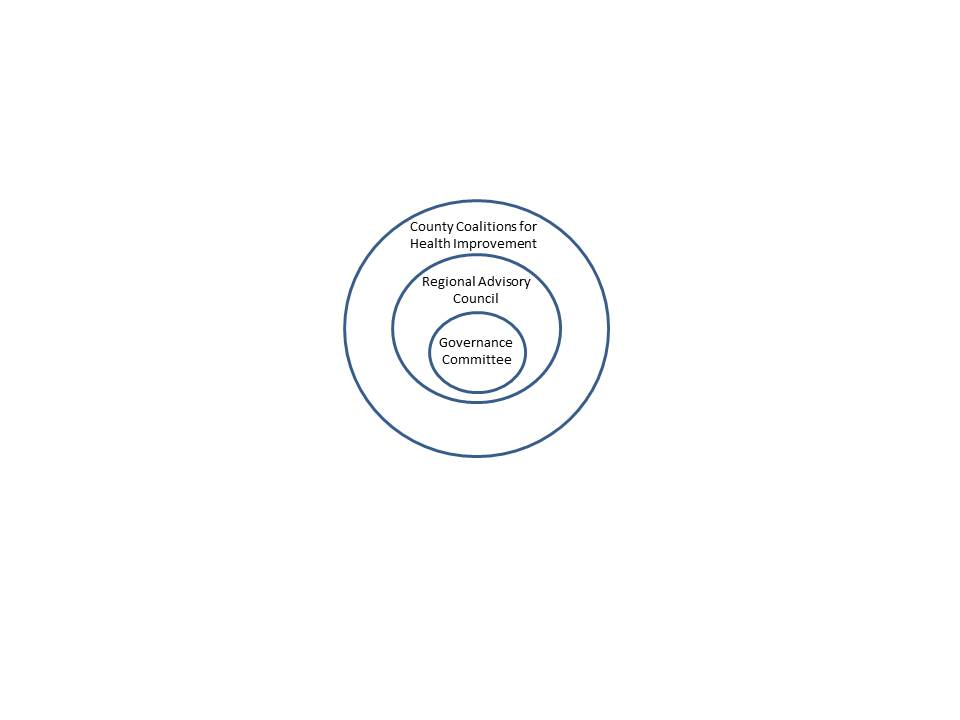 County Coalitions for
Health Improvement
Regional Advisory
Council
Governance
Committee